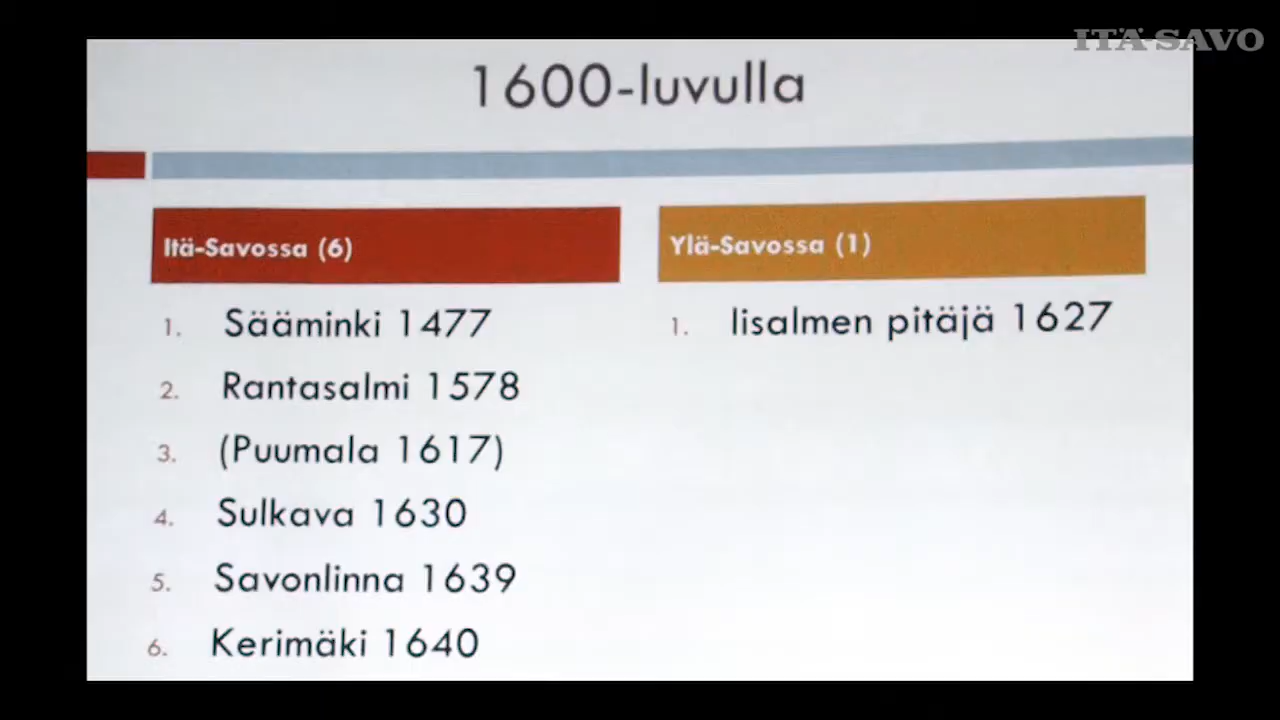 ITÄ-SAVO
1600-luvulla
Itä-Savossa (6)
1. Sääminki 1477
2. Rantasalmi 1578
3. (Puumala 1617)
4. Sulkava 1630
5. Savonlinna 1639
6. Kerimäki 1640
Ylä-Savossa (1)
1. Iisalmen pitäjä 1627